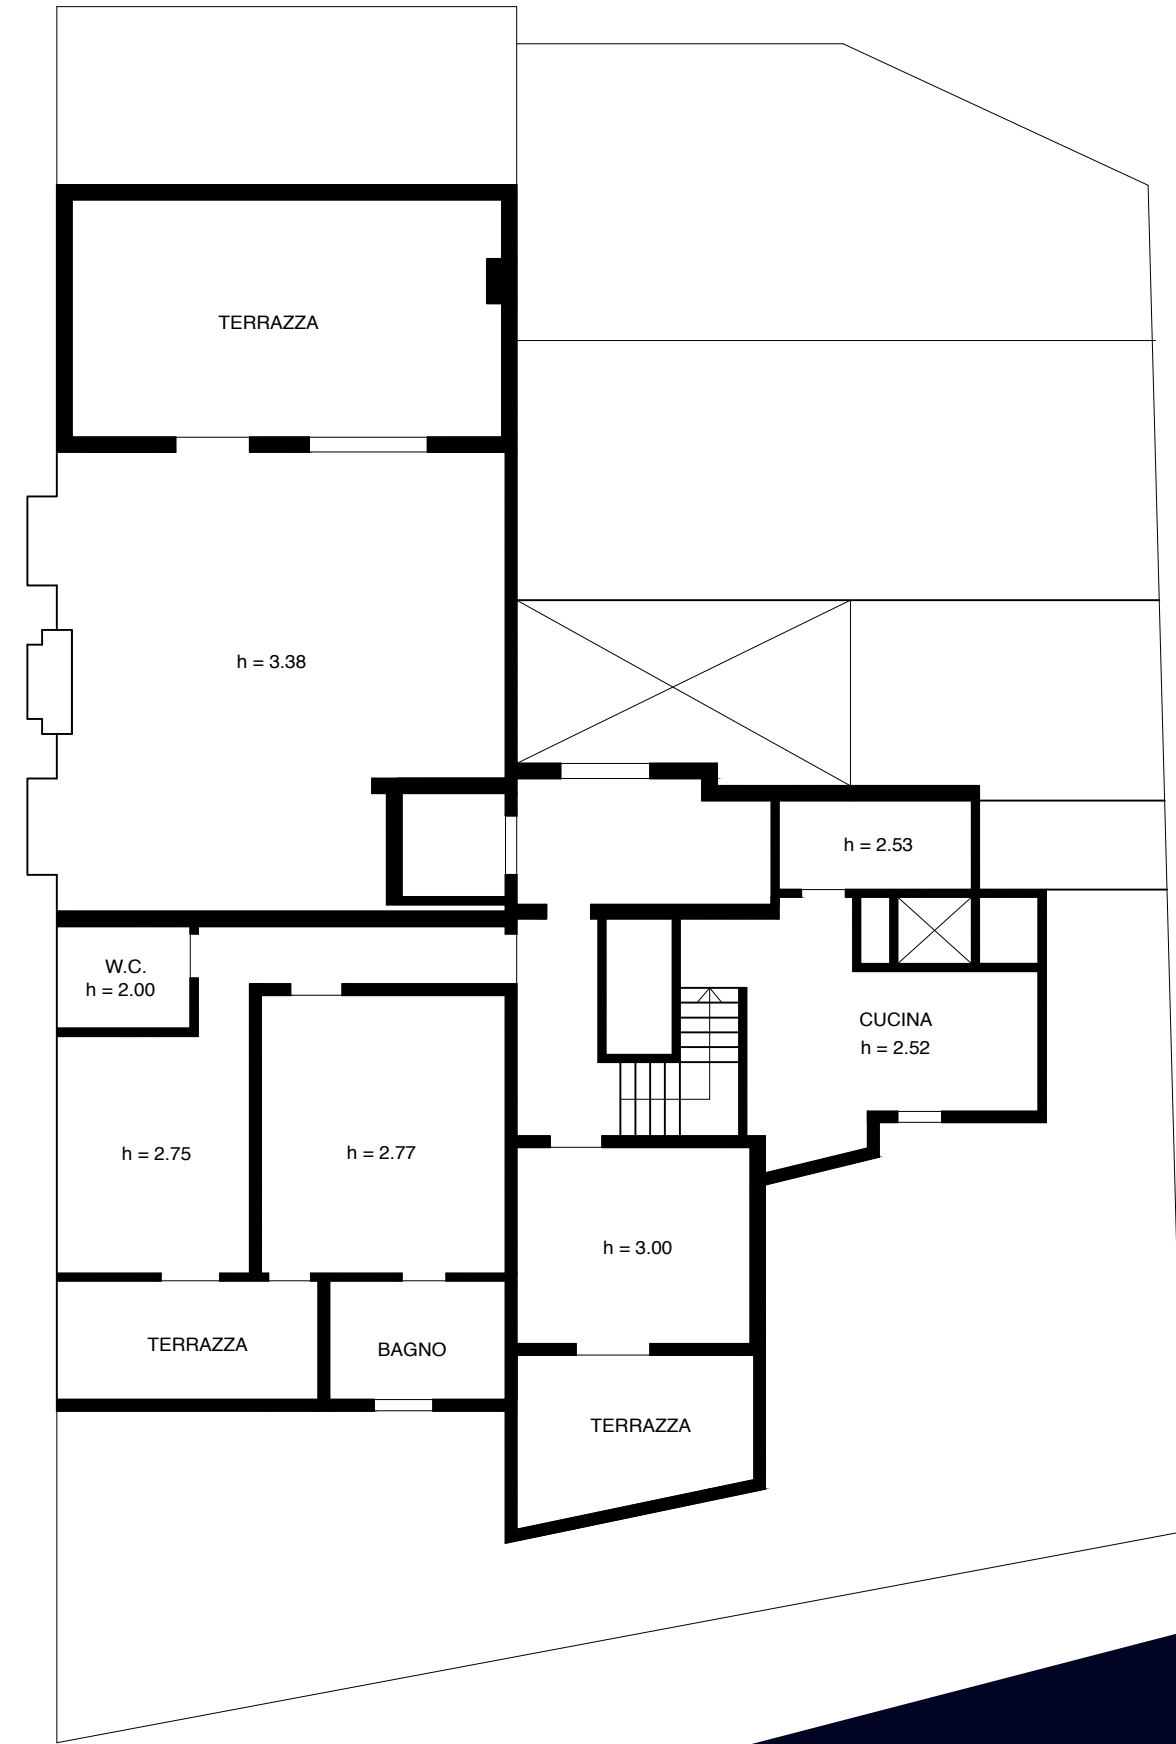 TERRAZZA
h = 3.38
h = 2.53
W.C.
h = 2.00
CUCINA
h = 2.52
h = 2.75
h = 2.77
h = 3.00
TERRAZZA
BAGNO
TERRAZZA